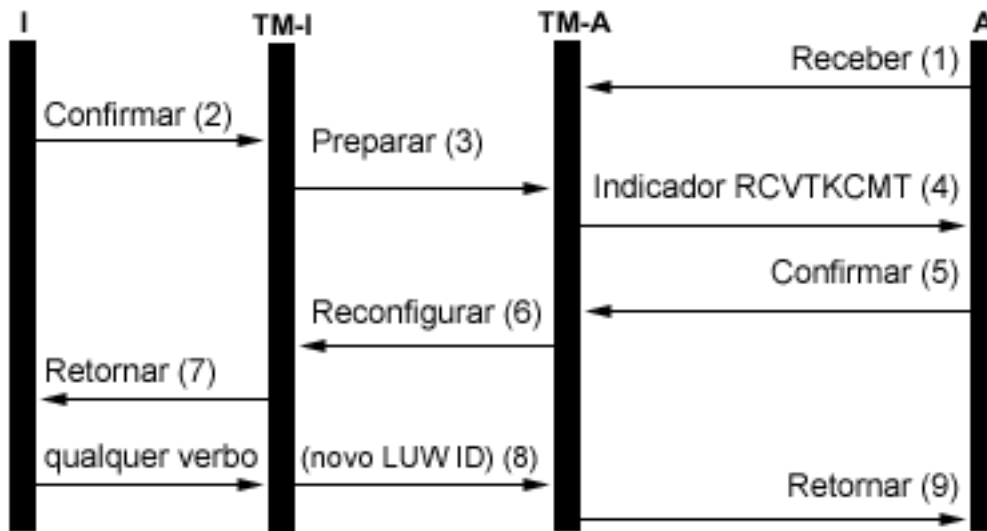 I TM-I TM-A A
Receber (1)
Confirmar (2)
Preparar (3)
Indicador RCVTKCMT (4)
Confirmar (5)
Reconfigurar (6)
Retornar (7)
qualquer verbo (novo LUW ID) (8)
Retornar (9)